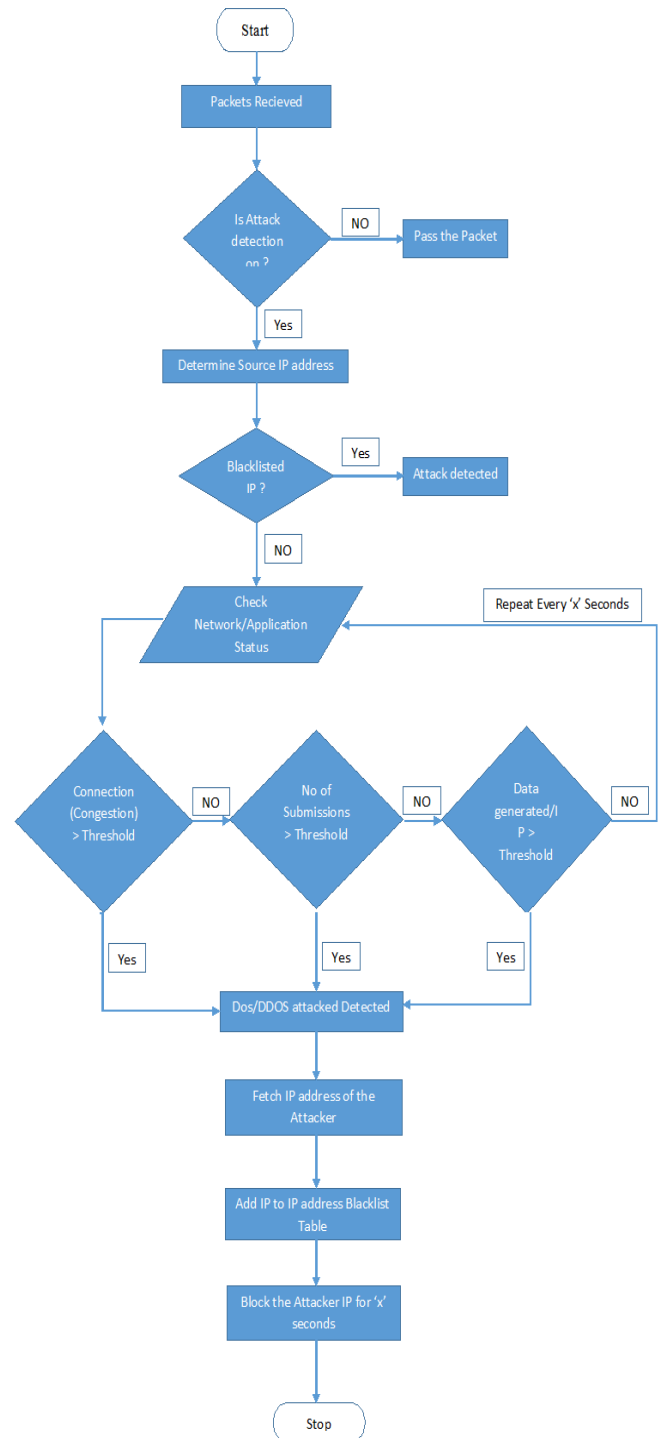 Start
Packets Recieved
Is Attack
detection
on ?
NO
Pass the Packet
Yes
Determine Source IP address
Blacklisted
IP ?
Yes
Attack detected
NO
Check
Network/Application
Status
Repeat Every ‘x’ Seconds
Connection
(Congestion)
> Threshold
NO
No of
Submissions
> Threshold
NO
Data
generated/I
P >
Threshold
NO
Yes
Yes
Yes
Dos/DDOS attacked Detected
Fetch IP address of the
Attacker
Add IP to IP address Blacklist
Table
Block the Attacker IP for ‘x’
seconds
Stop